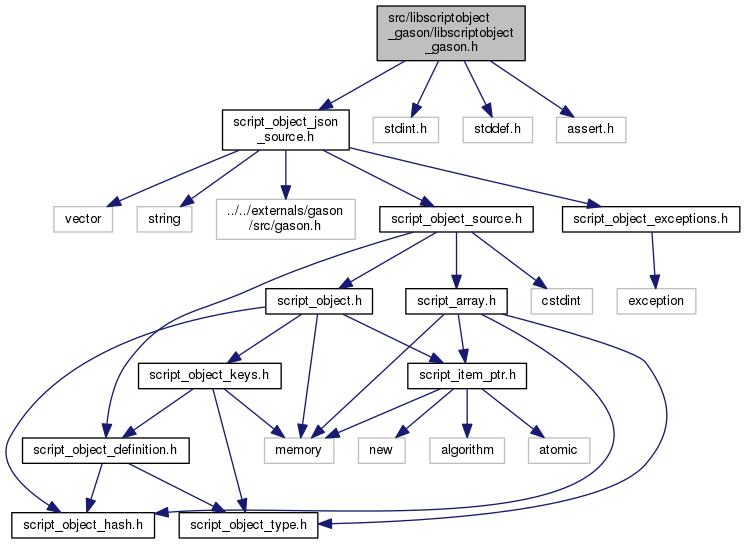 src/libscriptobject
_gason/libscriptobject
_gason.h
script_object_json
_source.h
stdint.h
stddef.h
assert.h
vector
string
../../externals/gason
/src/gason.h
script_object_source.h
script_object_exceptions.h
script_object.h
script_array.h
cstdint
exception
script_object_keys.h
script_item_ptr.h
script_object_definition.h
memory
new
algorithm
atomic
script_object_hash.h
script_object_type.h